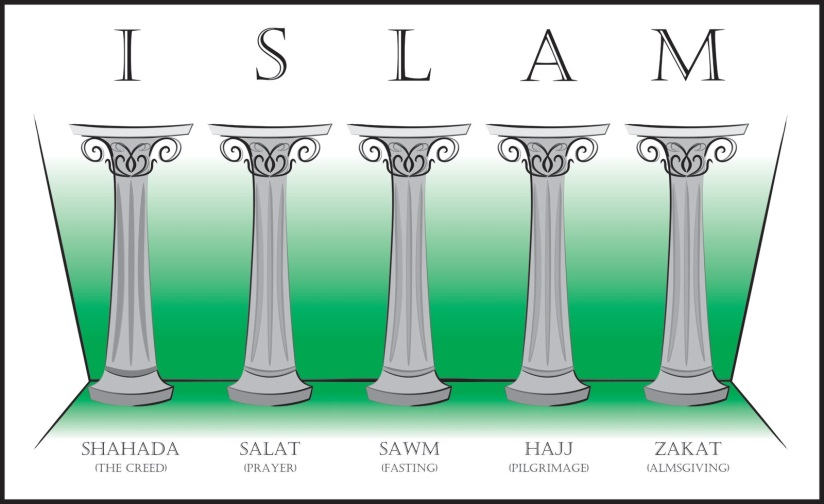 I S L A M
SHAHADA SALAT SAWM HAJJ ZAKAT
(THE CREED) (PRAYER) (FASTING) (PILGRIMAGE) (ALMSGIVING)